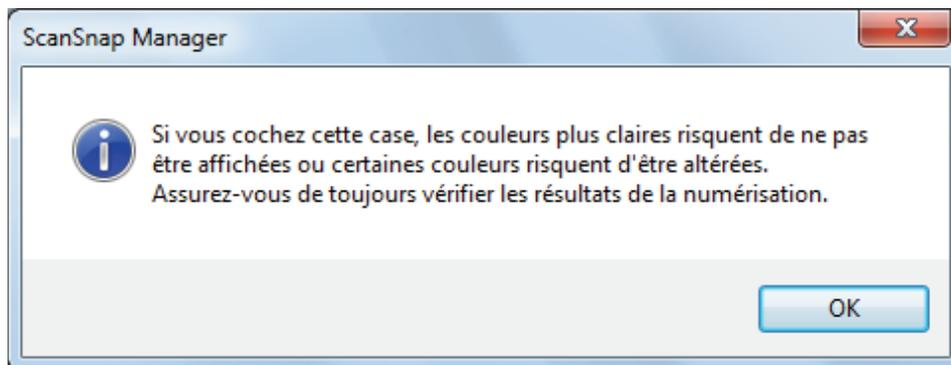 ScanSnap Manager
Si vous cochez cette case, les couleurs plus claires risquent de ne pas
être affichées ou certaines couleurs risquent d'être altérées.
Assurez-vous de toujours vérifier les résultats de la numérisation.
OK